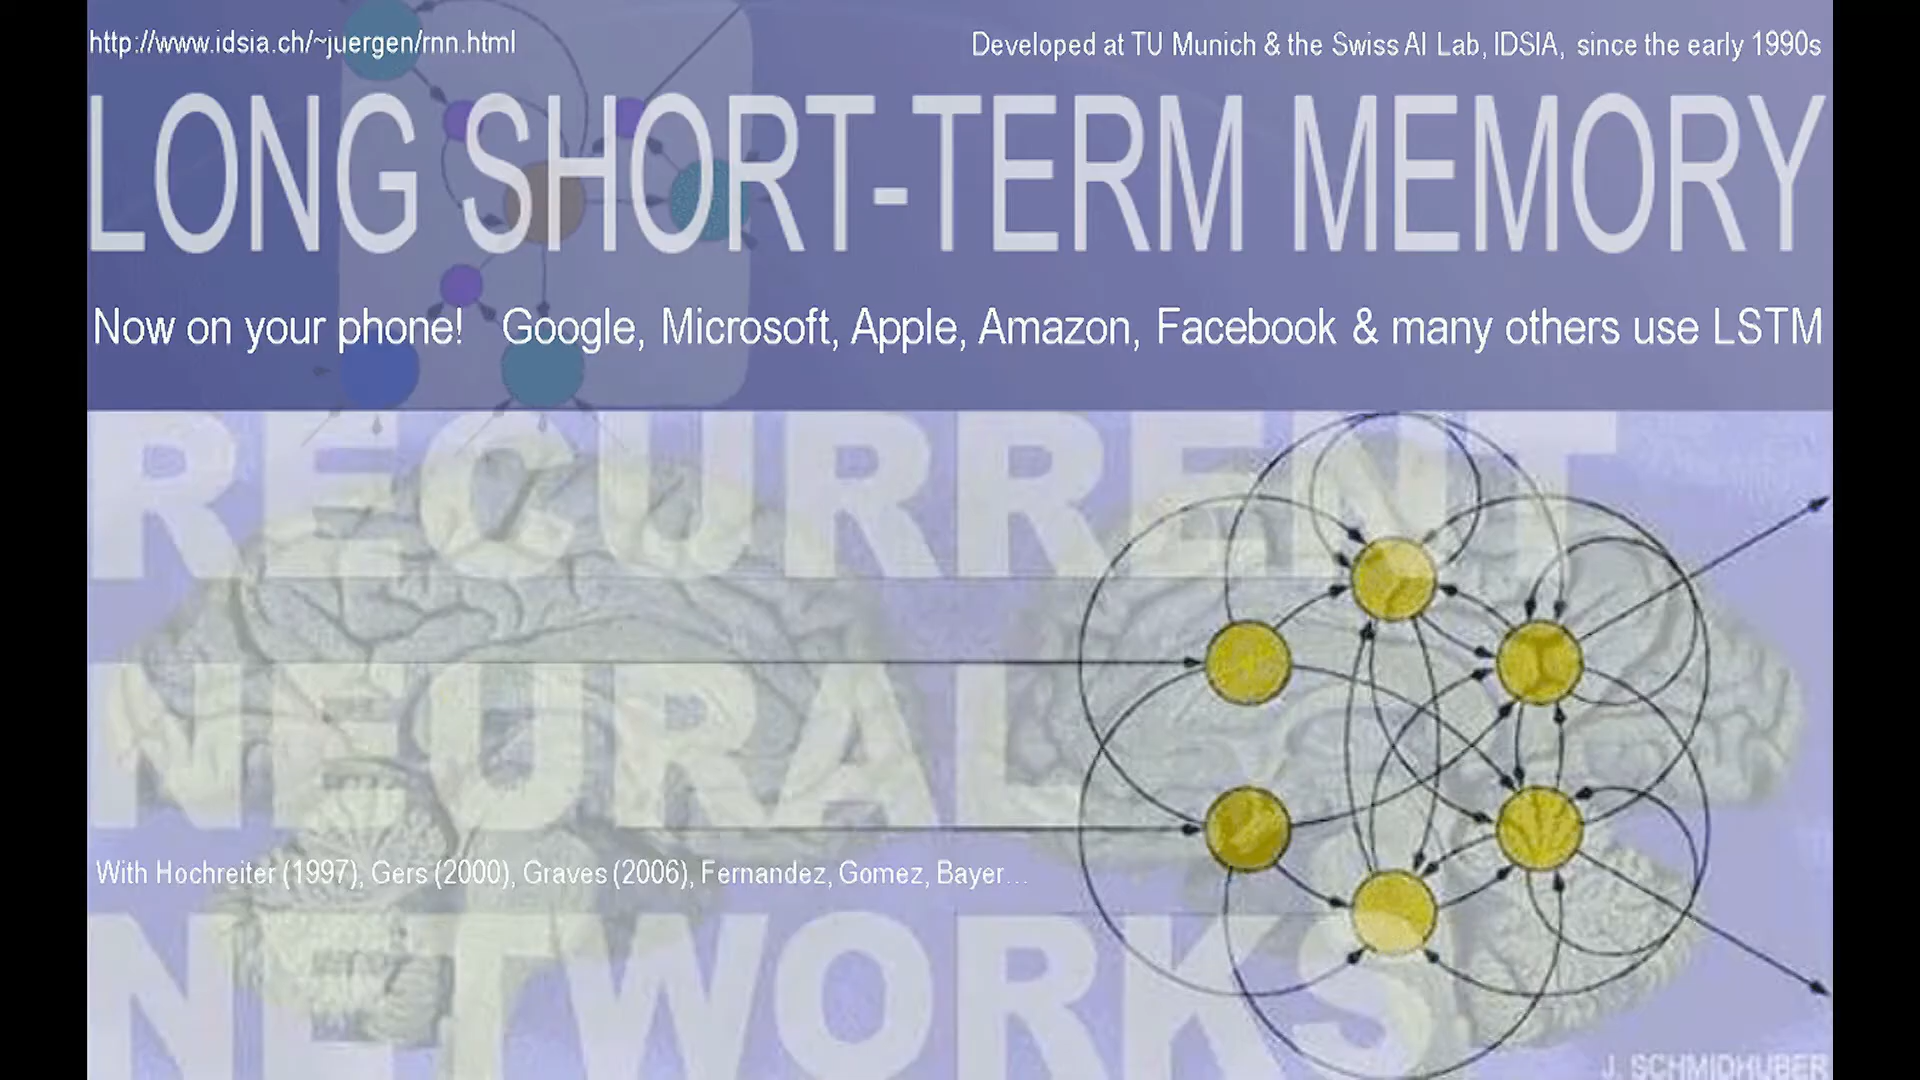 http://www.idsia.ch/~juergen/rnn.html
Developed at TU Munich & the Swiss AI Lab, IDSIA, since the early 1990s
LONG SHORT-TERM MEMORY
Now on your phone! Google, Microsoft, Apple, Amazon, Facebook & many others use LSTM
RECURRENT
NEURAL
With Hochreiter (1997), Gers (2000), Graves (2006), Fernandez, Gomez, Bayer…
NETWORKS
J. SCHMIDHUBER